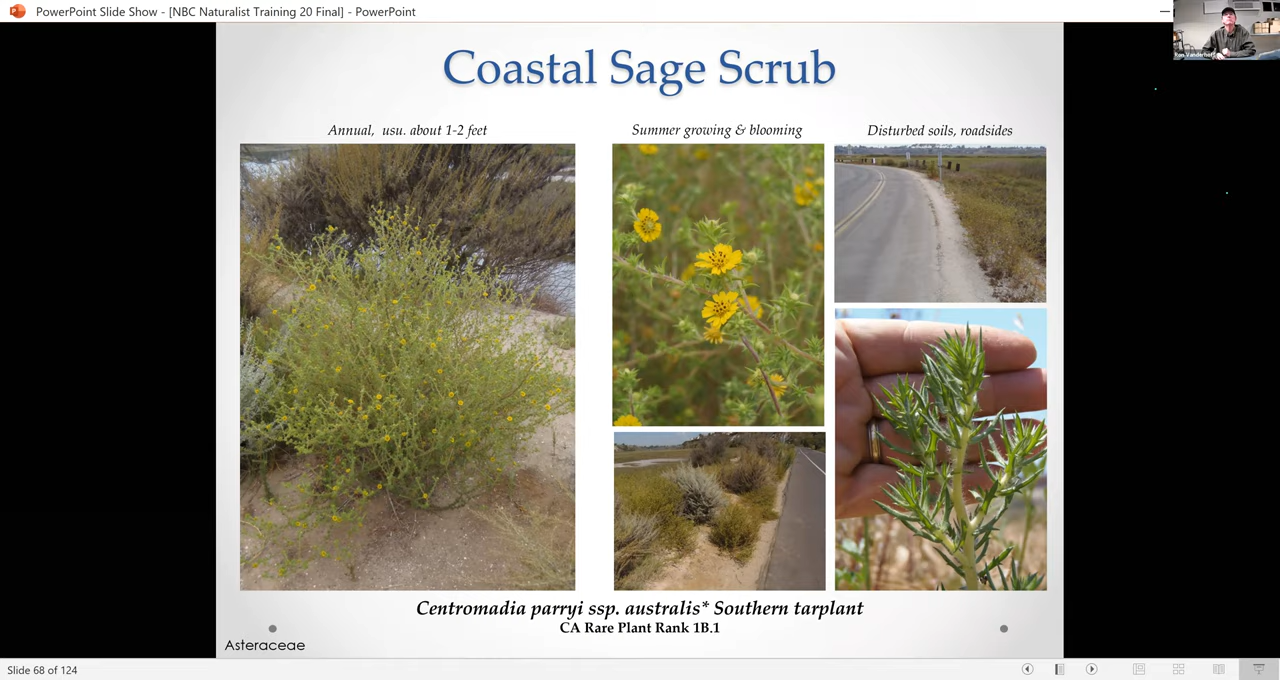 PowerPoint Slide Show - [NBC Naturalist Training 20 Final] - PowerPoint
Coastal Sage Scrub
Annual, usu. about 1-2 feet
Summer growing & blooming
Disturbed soils, roadsides
Centromadia parryi ssp. australis* Southern tarplant
CA Rare Plant Rank 1B.1
Asteraceae
Slide 68 of 124